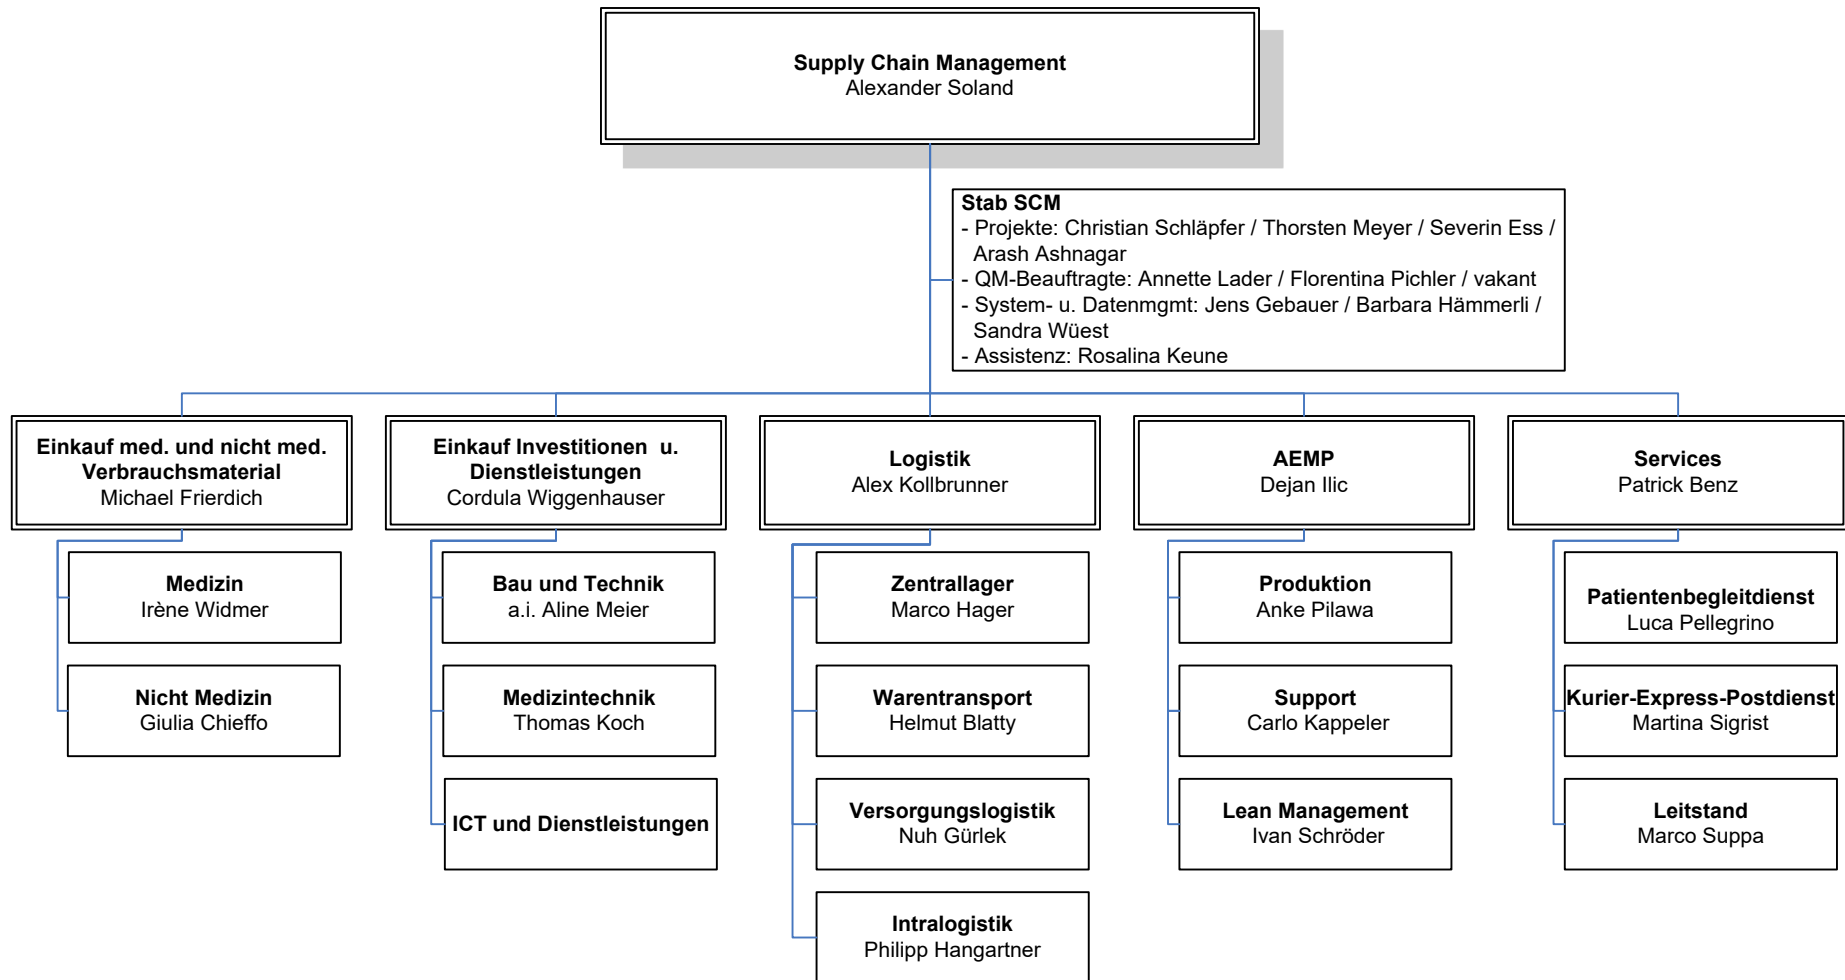 Supply Chain Management
Alexander Soland
Stab SCM
- Projekte: Christian Schläpfer / Thorsten Meyer / Severin Ess /
Arash Ashnagar
- QM-Beauftragte: Annette Lader / Florentina Pichler / vakant
- System- u. Datenmgmt: Jens Gebauer / Barbara Hämmerli /
Sandra Wüest
- Assistenz: Rosalina Keune
Einkauf med. und nicht med.
Verbrauchsmaterial
Michael Frierdich
Medizin
Irène Widmer
Nicht Medizin
Giulia Chieffo
Einkauf Investitionen u.
Dienstleistungen
Cordula Wiggenhauser
Bau und Technik
a.i. Aline Meier
Medizintechnik
Thomas Koch
ICT und Dienstleistungen
Logistik
Alex Kollbrunner
Zentrallager
Marco Hager
Warentransport
Helmut Blatty
Versorgungslogistik
Nuh Gürlek
Intralogistik
Philipp Hangartner
AEMP
Dejan Ilic
Produktion
Anke Pilawa
Support
Carlo Kappeler
Lean Management
Ivan Schröder
Services
Patrick Benz
Patientenbegleitdienst
Luca Pellegrino
Kurier-Express-Postdienst
Martina Sigrist
Leitstand
Marco Suppa